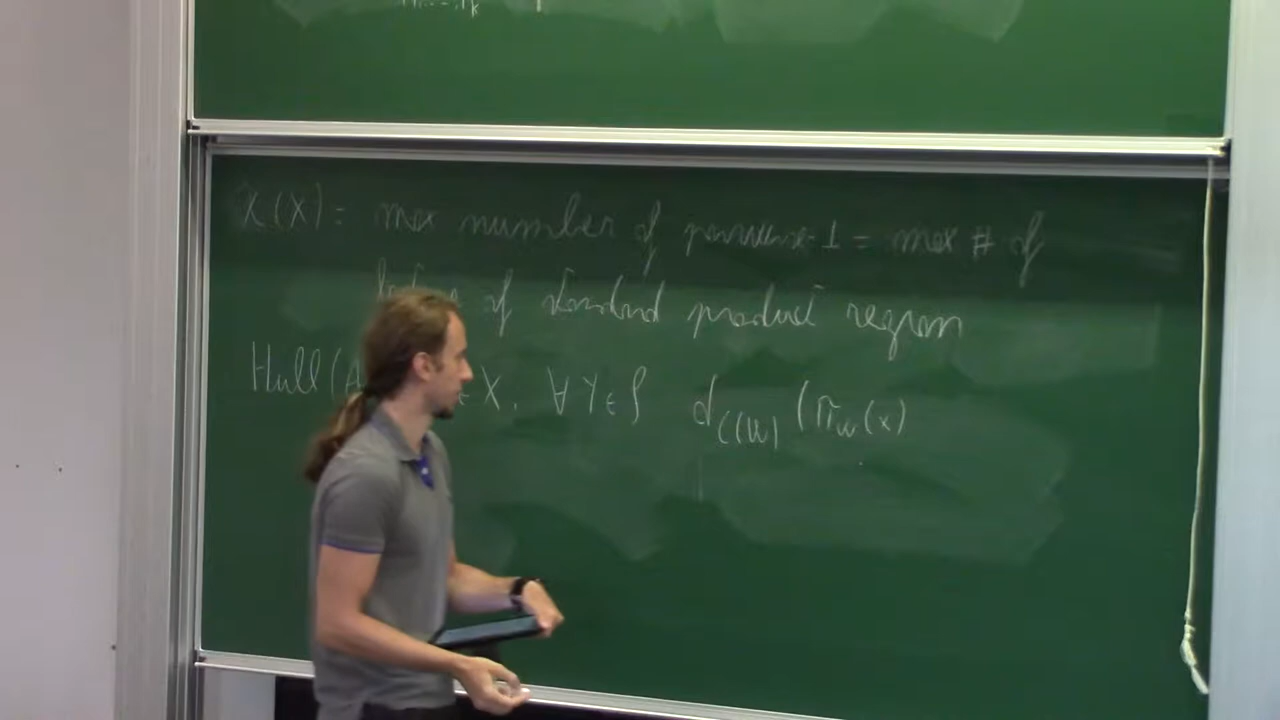 χ(X) = max number of pairwise ⊥ = max # of
of standard product region
Hull(A ∈ X, ∀ Y ∈ 𝔖 d_{C(W)} (π_W(x)